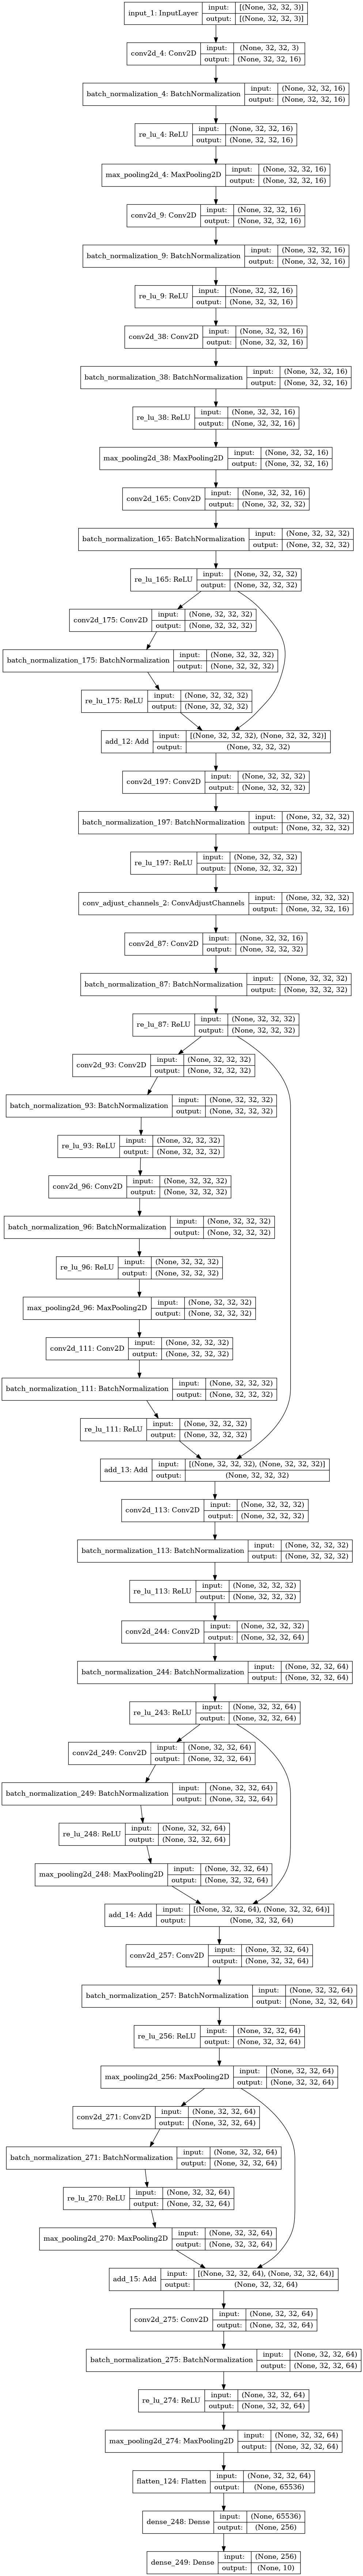 input_1: InputLayer input: [(None, 32, 32, 3)]
output: [(None, 32, 32, 3)]
conv2d_4: Conv2D input: (None, 32, 32, 3)
output: (None, 32, 32, 16)
batch_normalization_4: BatchNormalization input: (None, 32, 32, 16)
output: (None, 32, 32, 16)
re_lu_4: ReLU input: (None, 32, 32, 16)
output: (None, 32, 32, 16)
max_pooling2d_4: MaxPooling2D input: (None, 32, 32, 16)
output: (None, 32, 32, 16)
conv2d_9: Conv2D input: (None, 32, 32, 16)
output: (None, 32, 32, 16)
batch_normalization_9: BatchNormalization input: (None, 32, 32, 16)
output: (None, 32, 32, 16)
re_lu_9: ReLU input: (None, 32, 32, 16)
output: (None, 32, 32, 16)
conv2d_38: Conv2D input: (None, 32, 32, 16)
output: (None, 32, 32, 16)
batch_normalization_38: BatchNormalization input: (None, 32, 32, 16)
output: (None, 32, 32, 16)
re_lu_38: ReLU input: (None, 32, 32, 16)
output: (None, 32, 32, 16)
max_pooling2d_38: MaxPooling2D input: (None, 32, 32, 16)
output: (None, 32, 32, 16)
conv2d_165: Conv2D input: (None, 32, 32, 16)
output: (None, 32, 32, 32)
batch_normalization_165: BatchNormalization input: (None, 32, 32, 32)
output: (None, 32, 32, 32)
re_lu_165: ReLU input: (None, 32, 32, 32)
output: (None, 32, 32, 32)
conv2d_175: Conv2D input: (None, 32, 32, 32)
output: (None, 32, 32, 32)
batch_normalization_175: BatchNormalization input: (None, 32, 32, 32)
output: (None, 32, 32, 32)
re_lu_175: ReLU input: (None, 32, 32, 32)
output: (None, 32, 32, 32)
add_12: Add input: [(None, 32, 32, 32), (None, 32, 32, 32)]
output: (None, 32, 32, 32)
conv2d_197: Conv2D input: (None, 32, 32, 32)
output: (None, 32, 32, 32)
batch_normalization_197: BatchNormalization input: (None, 32, 32, 32)
output: (None, 32, 32, 32)
re_lu_197: ReLU input: (None, 32, 32, 32)
output: (None, 32, 32, 32)
conv_adjust_channels_2: ConvAdjustChannels input: (None, 32, 32, 32)
output: (None, 32, 32, 16)
conv2d_87: Conv2D input: (None, 32, 32, 16)
output: (None, 32, 32, 32)
batch_normalization_87: BatchNormalization input: (None, 32, 32, 32)
output: (None, 32, 32, 32)
re_lu_87: ReLU input: (None, 32, 32, 32)
output: (None, 32, 32, 32)
conv2d_93: Conv2D input: (None, 32, 32, 32)
output: (None, 32, 32, 32)
batch_normalization_93: BatchNormalization input: (None, 32, 32, 32)
output: (None, 32, 32, 32)
re_lu_93: ReLU input: (None, 32, 32, 32)
output: (None, 32, 32, 32)
conv2d_96: Conv2D input: (None, 32, 32, 32)
output: (None, 32, 32, 32)
batch_normalization_96: BatchNormalization input: (None, 32, 32, 32)
output: (None, 32, 32, 32)
re_lu_96: ReLU input: (None, 32, 32, 32)
output: (None, 32, 32, 32)
max_pooling2d_96: MaxPooling2D input: (None, 32, 32, 32)
output: (None, 32, 32, 32)
conv2d_111: Conv2D input: (None, 32, 32, 32)
output: (None, 32, 32, 32)
batch_normalization_111: BatchNormalization input: (None, 32, 32, 32)
output: (None, 32, 32, 32)
re_lu_111: ReLU input: (None, 32, 32, 32)
output: (None, 32, 32, 32)
add_13: Add input: [(None, 32, 32, 32), (None, 32, 32, 32)]
output: (None, 32, 32, 32)
conv2d_113: Conv2D input: (None, 32, 32, 32)
output: (None, 32, 32, 32)
batch_normalization_113: BatchNormalization input: (None, 32, 32, 32)
output: (None, 32, 32, 32)
re_lu_113: ReLU input: (None, 32, 32, 32)
output: (None, 32, 32, 32)
conv2d_244: Conv2D input: (None, 32, 32, 32)
output: (None, 32, 32, 64)
batch_normalization_244: BatchNormalization input: (None, 32, 32, 64)
output: (None, 32, 32, 64)
re_lu_243: ReLU input: (None, 32, 32, 64)
output: (None, 32, 32, 64)
conv2d_249: Conv2D input: (None, 32, 32, 64)
output: (None, 32, 32, 64)
batch_normalization_249: BatchNormalization input: (None, 32, 32, 64)
output: (None, 32, 32, 64)
re_lu_248: ReLU input: (None, 32, 32, 64)
output: (None, 32, 32, 64)
max_pooling2d_248: MaxPooling2D input: (None, 32, 32, 64)
output: (None, 32, 32, 64)
add_14: Add input: [(None, 32, 32, 64), (None, 32, 32, 64)]
output: (None, 32, 32, 64)
conv2d_257: Conv2D input: (None, 32, 32, 64)
output: (None, 32, 32, 64)
batch_normalization_257: BatchNormalization input: (None, 32, 32, 64)
output: (None, 32, 32, 64)
re_lu_256: ReLU input: (None, 32, 32, 64)
output: (None, 32, 32, 64)
max_pooling2d_256: MaxPooling2D input: (None, 32, 32, 64)
output: (None, 32, 32, 64)
conv2d_271: Conv2D input: (None, 32, 32, 64)
output: (None, 32, 32, 64)
batch_normalization_271: BatchNormalization input: (None, 32, 32, 64)
output: (None, 32, 32, 64)
re_lu_270: ReLU input: (None, 32, 32, 64)
output: (None, 32, 32, 64)
max_pooling2d_270: MaxPooling2D input: (None, 32, 32, 64)
output: (None, 32, 32, 64)
add_15: Add input: [(None, 32, 32, 64), (None, 32, 32, 64)]
output: (None, 32, 32, 64)
conv2d_275: Conv2D input: (None, 32, 32, 64)
output: (None, 32, 32, 64)
batch_normalization_275: BatchNormalization input: (None, 32, 32, 64)
output: (None, 32, 32, 64)
re_lu_274: ReLU input: (None, 32, 32, 64)
output: (None, 32, 32, 64)
max_pooling2d_274: MaxPooling2D input: (None, 32, 32, 64)
output: (None, 32, 32, 64)
flatten_124: Flatten input: (None, 32, 32, 64)
output: (None, 65536)
dense_248: Dense input: (None, 65536)
output: (None, 256)
dense_249: Dense input: (None, 256)
output: (None, 10)